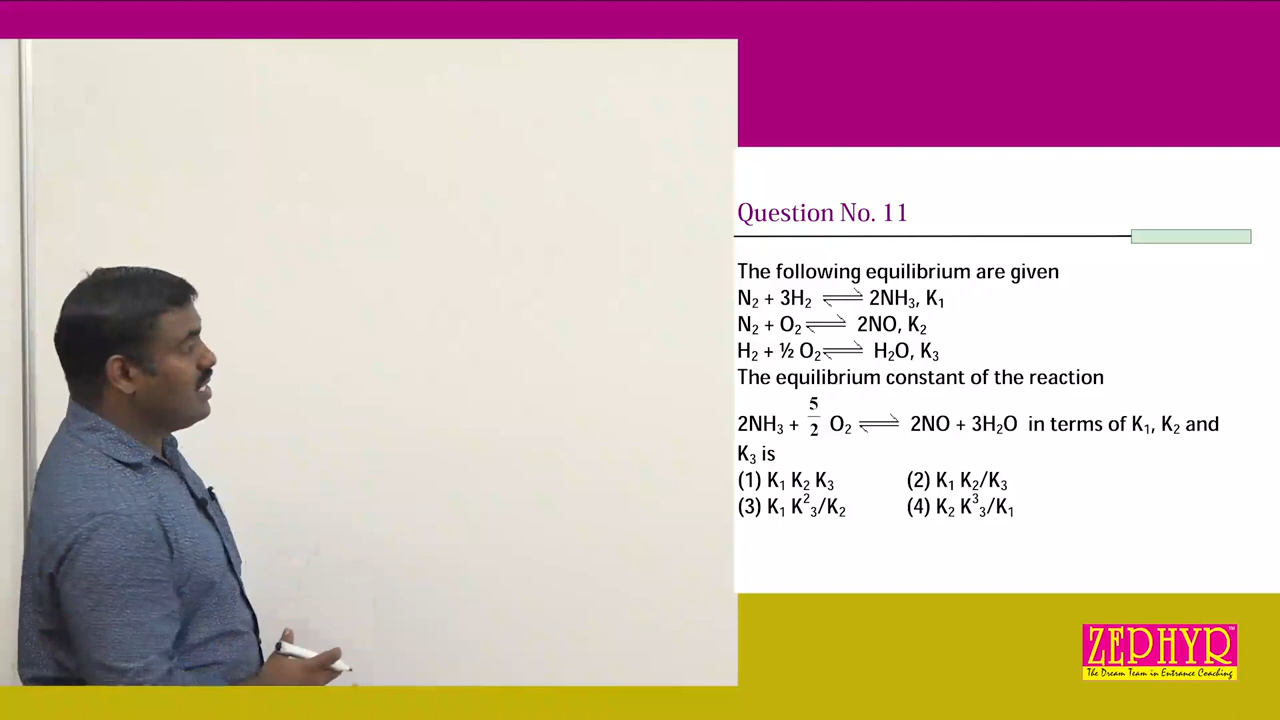 Question No. 11
The following equilibrium are given
N₂ + 3H₂ ⇌ 2NH₃, K₁
N₂ + O₂ ⇌ 2NO, K₂
H₂ + ½ O₂ ⇌ H₂O, K₃
The equilibrium constant of the reaction
2NH₃ + 5/2 O₂ ⇌ 2NO + 3H₂O in terms of K₁, K₂ and
K₃ is
(1) K₁ K₂ K₃ (2) K₁ K₂/K₃
(3) K₁ K²₃/K₂ (4) K₂ K³₃/K₁
ZEPHYR™
The Dream Team in Entrance Coaching